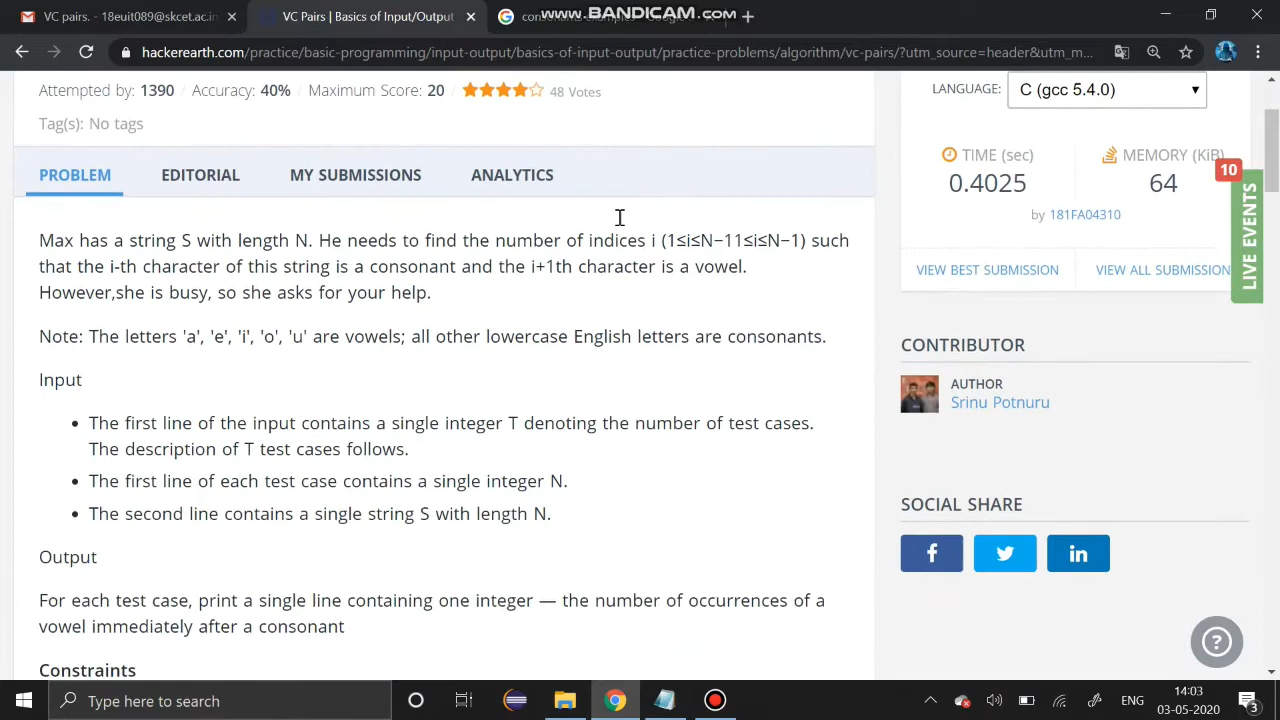 VC pairs. - 18euit089@skcet.ac.in
VC Pairs | Basics of Input/Output
www.BANDICAM.com
hackerearth.com/practice/basic-programming/input-output/basics-of-input-output/practice-problems/algorithm/vc-pairs/?utm_source=header&utm_m...
Attempted by: 1390 / Accuracy: 40% / Maximum Score: 20 / 48 Votes
Tag(s): No tags
LANGUAGE: C (gcc 5.4.0)
TIME (sec) MEMORY (KiB)
0.4025 64
by 181FA04310
VIEW BEST SUBMISSION VIEW ALL SUBMISSION
10
LIVE EVENTS
PROBLEM EDITORIAL MY SUBMISSIONS ANALYTICS
Max has a string S with length N. He needs to find the number of indices i (1≤i≤N−11≤i≤N−1) such
that the i-th character of this string is a consonant and the i+1th character is a vowel.
However,she is busy, so she asks for your help.
Note: The letters 'a', 'e', 'i', 'o', 'u' are vowels; all other lowercase English letters are consonants.
Input
• The first line of the input contains a single integer T denoting the number of test cases.
The description of T test cases follows.
• The first line of each test case contains a single integer N.
• The second line contains a single string S with length N.
Output
For each test case, print a single line containing one integer — the number of occurrences of a
vowel immediately after a consonant
Constraints
CONTRIBUTOR
AUTHOR
Srinu Potnuru
SOCIAL SHARE
Type here to search
ENG
14:03
03-05-2020
3